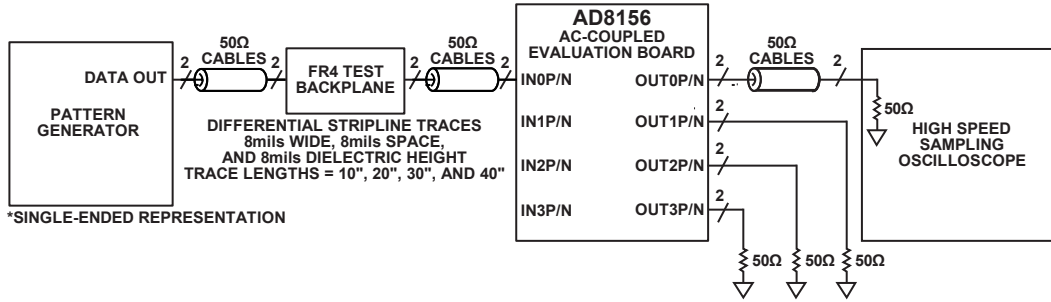 AD8156
AC-COUPLED
EVALUATION BOARD
50Ω
CABLES
50Ω
CABLES
50Ω
CABLES
2
2
2
2
2
2
DATA OUT
FR4 TEST
BACKPLANE
IN0P/N
OUT0P/N
PATTERN
GENERATOR
50Ω
DIFFERENTIAL STRIPLINE TRACES
8mils WIDE, 8mils SPACE,
AND 8mils DIELECTRIC HEIGHT
TRACE LENGTHS = 10", 20", 30", AND 40"
IN1P/N
OUT1P/N
2
HIGH SPEED
SAMPLING
OSCILLOSCOPE
IN2P/N
OUT2P/N
2
IN3P/N
OUT3P/N
2
*SINGLE-ENDED REPRESENTATION
50Ω
50Ω
50Ω